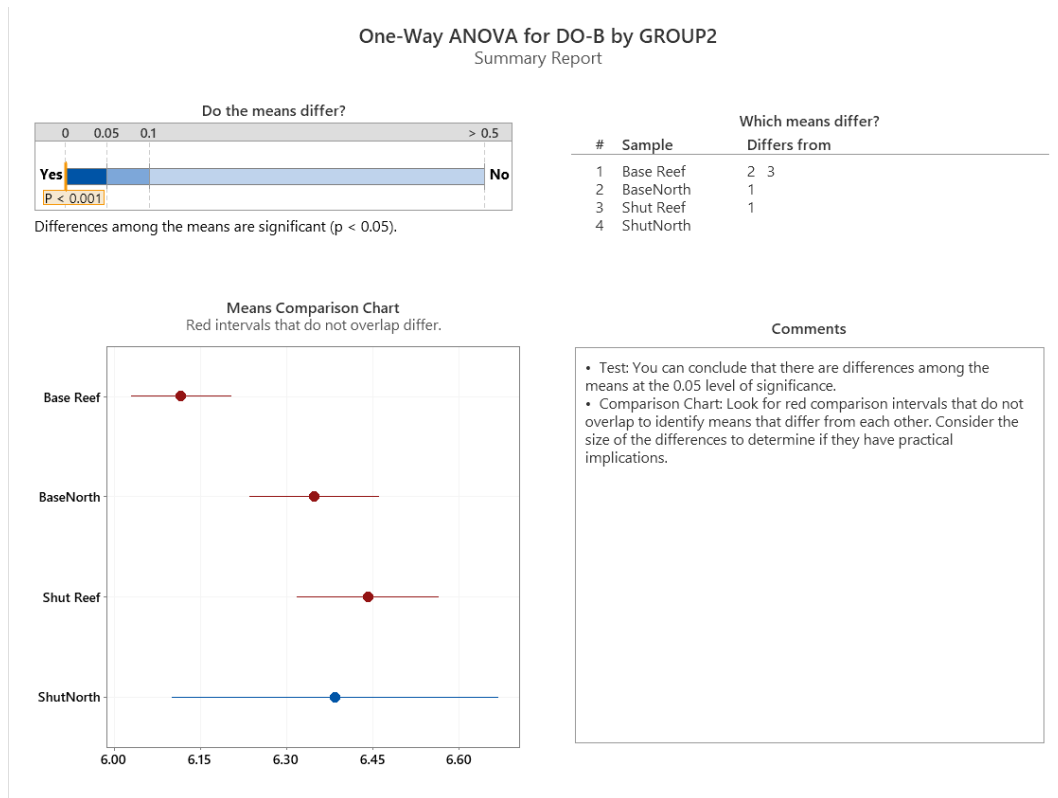 One-Way ANOVA for DO-B by GROUP2
Summary Report
Do the means differ?
0 0.05 0.1 > 0.5
Yes No
P < 0.001
Differences among the means are significant (p < 0.05).
Which means differ?
# Sample Differs from
1 Base Reef 2 3
2 BaseNorth 1
3 Shut Reef 1
4 ShutNorth
Means Comparison Chart
Red intervals that do not overlap differ.
Base Reef
BaseNorth
Shut Reef
ShutNorth
6.00 6.15 6.30 6.45 6.60
Comments
• Test: You can conclude that there are differences among the
means at the 0.05 level of significance.
• Comparison Chart: Look for red comparison intervals that do not
overlap to identify means that differ from each other. Consider the
size of the differences to determine if they have practical
implications.